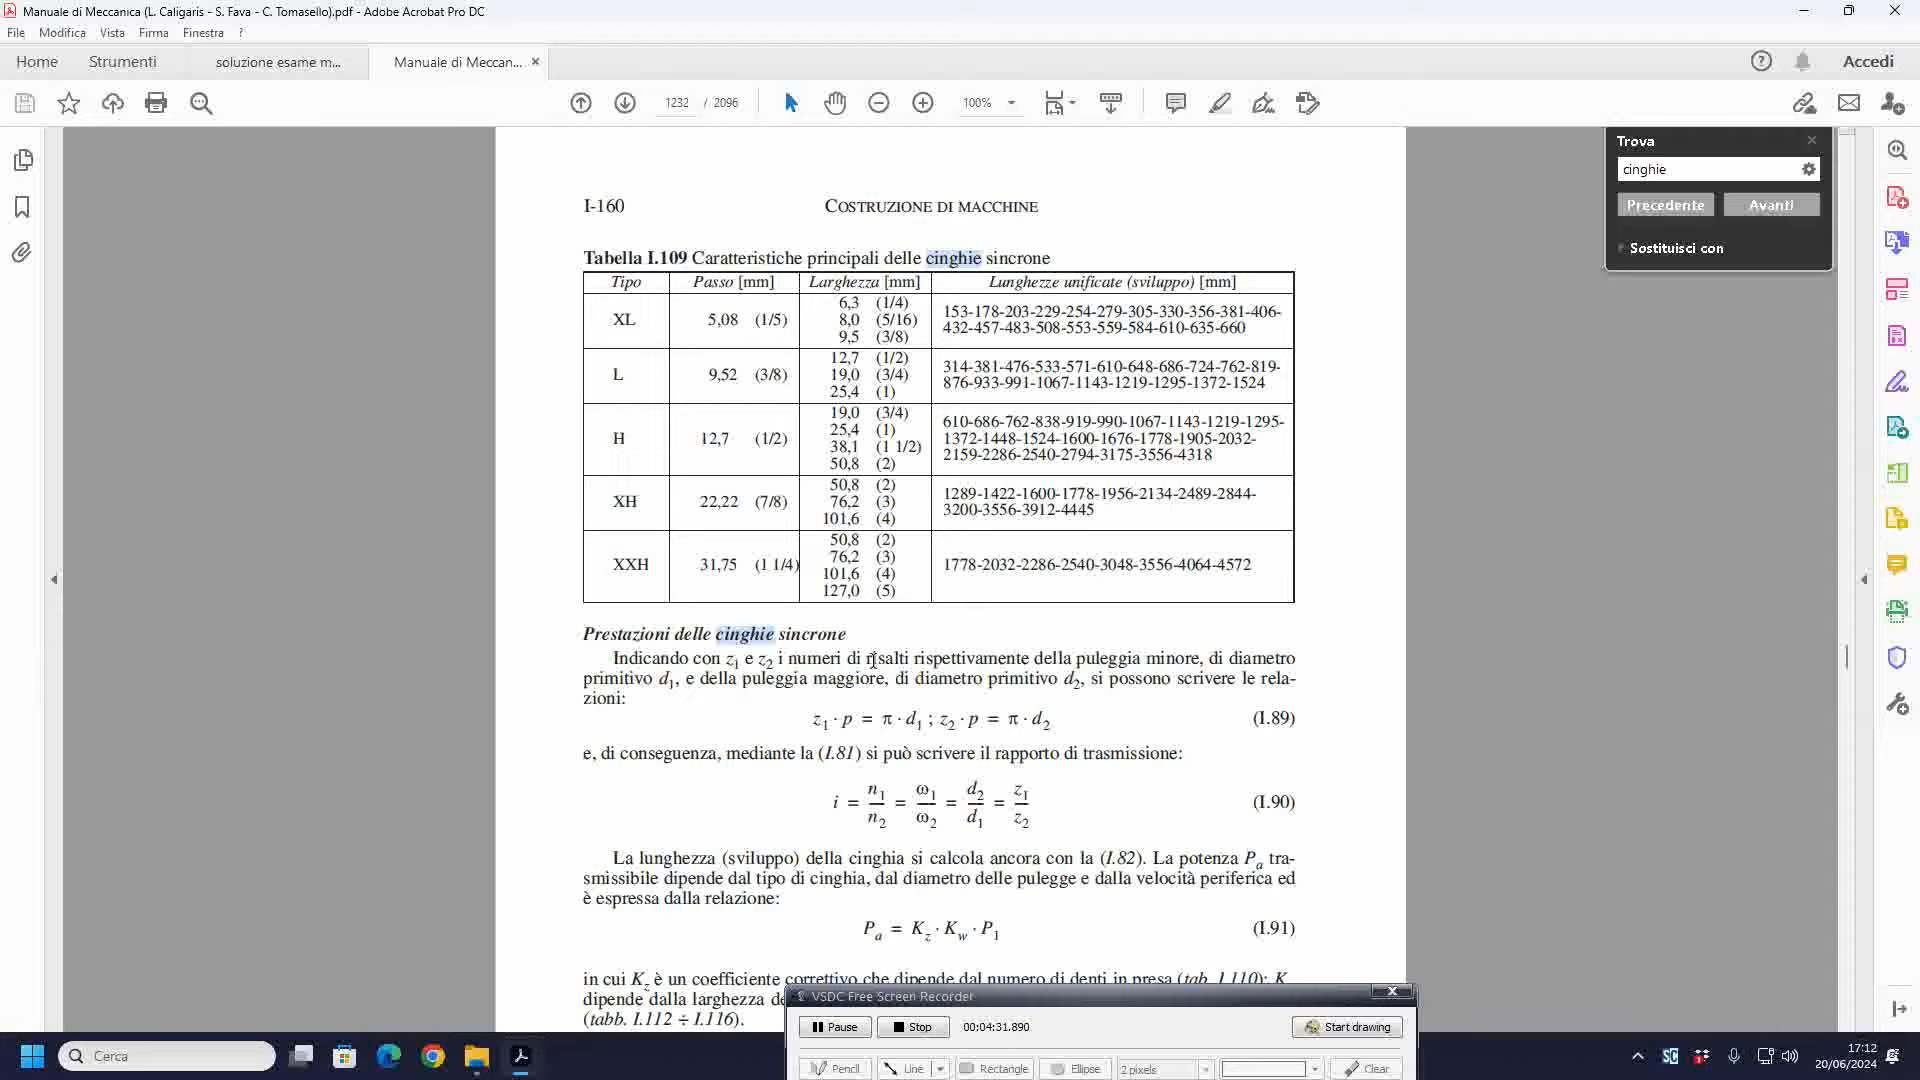 Manuale di Meccanica (L. Caligaris - S. Fava - C. Tomasello).pdf - Adobe Acrobat Pro DC
File Modifica Vista Firma Finestra ?
Home Strumenti soluzione esame m... Manuale di Meccan... × Accedi
1232 / 2096 100%
Trova
cinghie
Precedente Avanti
Sostituisci con
I-160 COSTRUZIONE DI MACCHINE
Tabella I.109 Caratteristiche principali delle cinghie sincrone
Tipo Passo [mm] Larghezza [mm] Lunghezze unificate (sviluppo) [mm]
XL 5,08 (1/5)
6,3 (1/4)
8,0 (5/16)
9,5 (3/8)
153-178-203-229-254-279-305-330-356-381-406-
432-457-483-508-553-559-584-610-635-660
L 9,52 (3/8)
12,7 (1/2)
19,0 (3/4)
25,4 (1)
314-381-476-533-571-610-648-686-724-762-819-
876-933-991-1067-1143-1219-1295-1372-1524
H 12,7 (1/2)
19,0 (3/4)
25,4 (1)
38,1 (1 1/2)
50,8 (2)
610-686-762-838-919-990-1067-1143-1219-1295-
1372-1448-1524-1600-1676-1778-1905-2032-
2159-2286-2540-2794-3175-3556-4318
XH 22,22 (7/8)
50,8 (2)
76,2 (3)
101,6 (4)
1289-1422-1600-1778-1956-2134-2489-2844-
3200-3556-3912-4445
XXH 31,75 (1 1/4)
50,8 (2)
76,2 (3)
101,6 (4)
127,0 (5)
1778-2032-2286-2540-3048-3556-4064-4572
Prestazioni delle cinghie sincrone
Indicando con z1 e z2 i numeri di risalti rispettivamente della puleggia minore, di diametro
primitivo d1, e della puleggia maggiore, di diametro primitivo d2, si possono scrivere le rela-
zioni:
z1 · p = π · d1 ; z2 · p = π · d2 (I.89)
e, di conseguenza, mediante la (I.81) si può scrivere il rapporto di trasmissione:
i = n1/n2 = ω1/ω2 = d2/d1 = z1/z2 (I.90)
La lunghezza (sviluppo) della cinghia si calcola ancora con la (I.82). La potenza Pa tra-
smissibile dipende dal tipo di cinghia, dal diametro delle pulegge e dalla velocità periferica ed
è espressa dalla relazione:
Pa = Kz · Kw · P1 (I.91)
in cui Kz è un coefficiente correttivo che dipende dal numero di denti in presa (tab. I.110); K
dipende dalla larghezza de
(tabb. I.112 ÷ I.116).
VSDC Free Screen Recorder
Pause Stop 00:04:31.890 Start drawing
Pencil Line Rectangle Ellipse 2 pixels Clear
Cerca
SC
17:12
20/06/2024